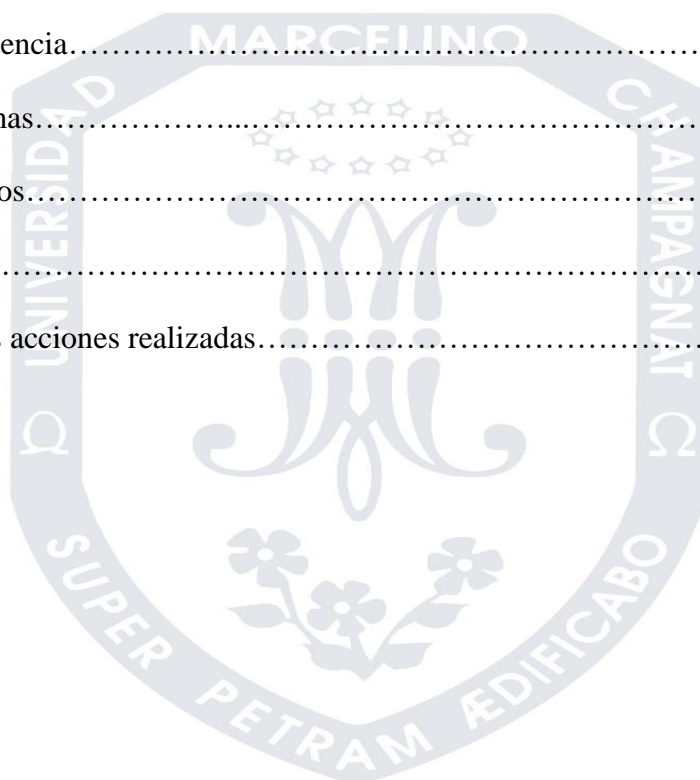 encia……………………………………………………………
nas………………...………………………………………………
os…………………………………………………………………
……………………………………………………………………
s acciones realizadas………………………………………
UNIVERSIDAD MARCELINO CHAMPAGNAT
SUPER PETRAM ÆDIFICABO